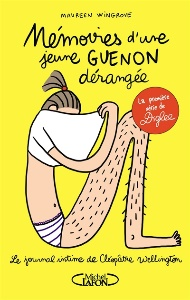 MAUREEN WINGROVE
Mémoires d'une
jeune GUENON
dérangée
La première
série de
Diglee
Le journal intime de Cléopâtre Wellington
Michel
LAFON